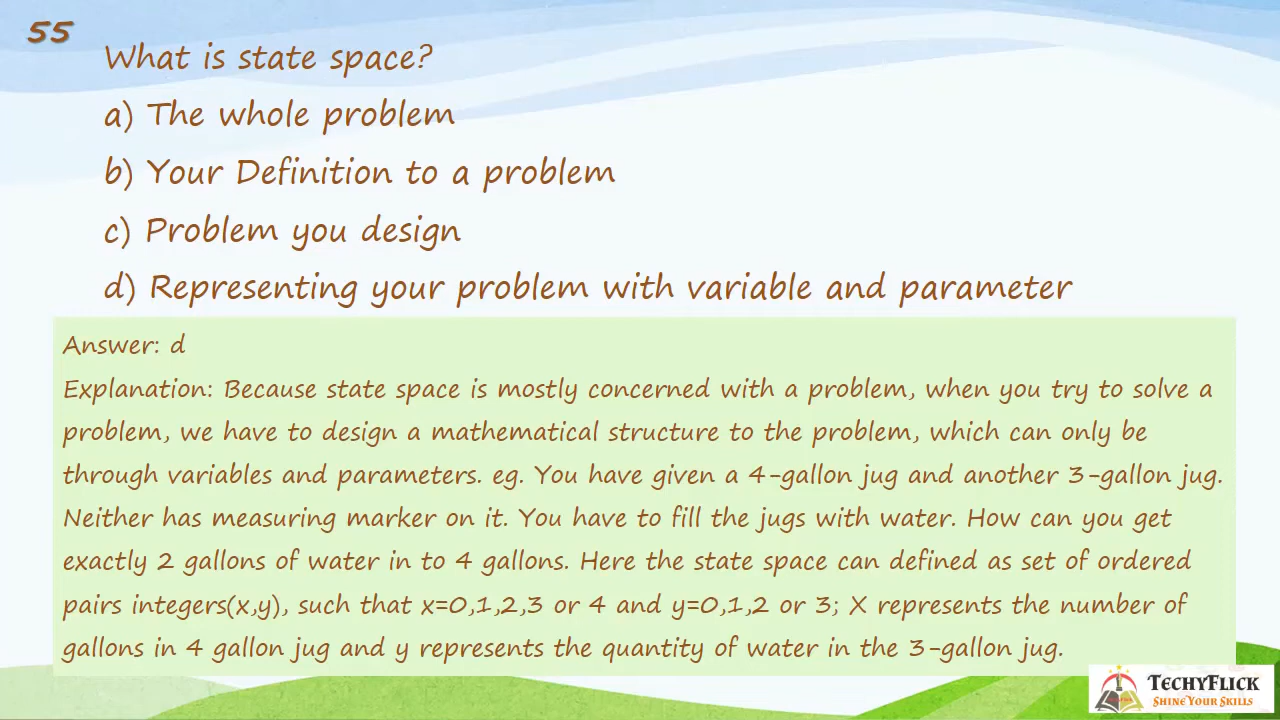 55
What is state space?
a) The whole problem
b) Your Definition to a problem
c) Problem you design
d) Representing your problem with variable and parameter
Answer: d
Explanation: Because state space is mostly concerned with a problem, when you try to solve a
problem, we have to design a mathematical structure to the problem, which can only be
through variables and parameters. eg. You have given a 4-gallon jug and another 3-gallon jug.
Neither has measuring marker on it. You have to fill the jugs with water. How can you get
exactly 2 gallons of water in to 4 gallons. Here the state space can defined as set of ordered
pairs integers(x,y), such that x=0,1,2,3 or 4 and y=0,1,2 or 3; X represents the number of
gallons in 4 gallon jug and y represents the quantity of water in the 3-gallon jug.
TECHYFLICK
SHINE YOUR SKILLS